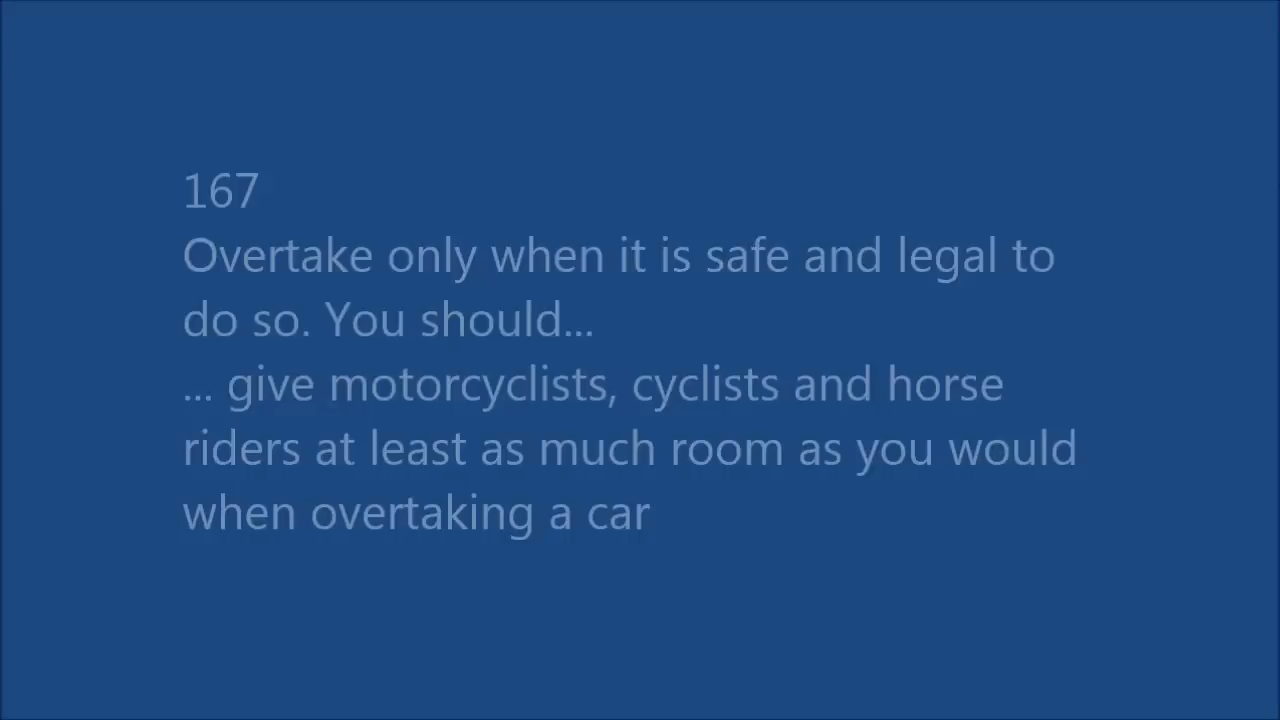 167
Overtake only when it is safe and legal to
do so. You should...
... give motorcyclists, cyclists and horse
riders at least as much room as you would
when overtaking a car